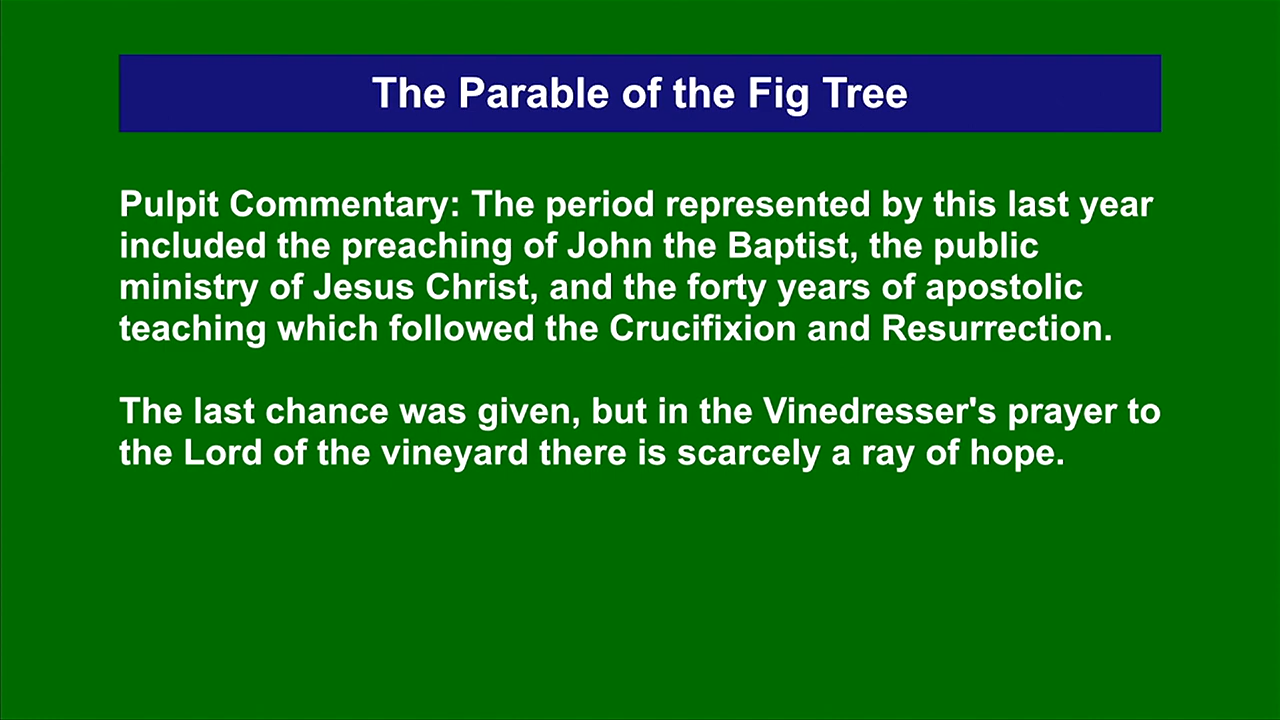 The Parable of the Fig Tree
Pulpit Commentary: The period represented by this last year
included the preaching of John the Baptist, the public
ministry of Jesus Christ, and the forty years of apostolic
teaching which followed the Crucifixion and Resurrection.
The last chance was given, but in the Vinedresser's prayer to
the Lord of the vineyard there is scarcely a ray of hope.